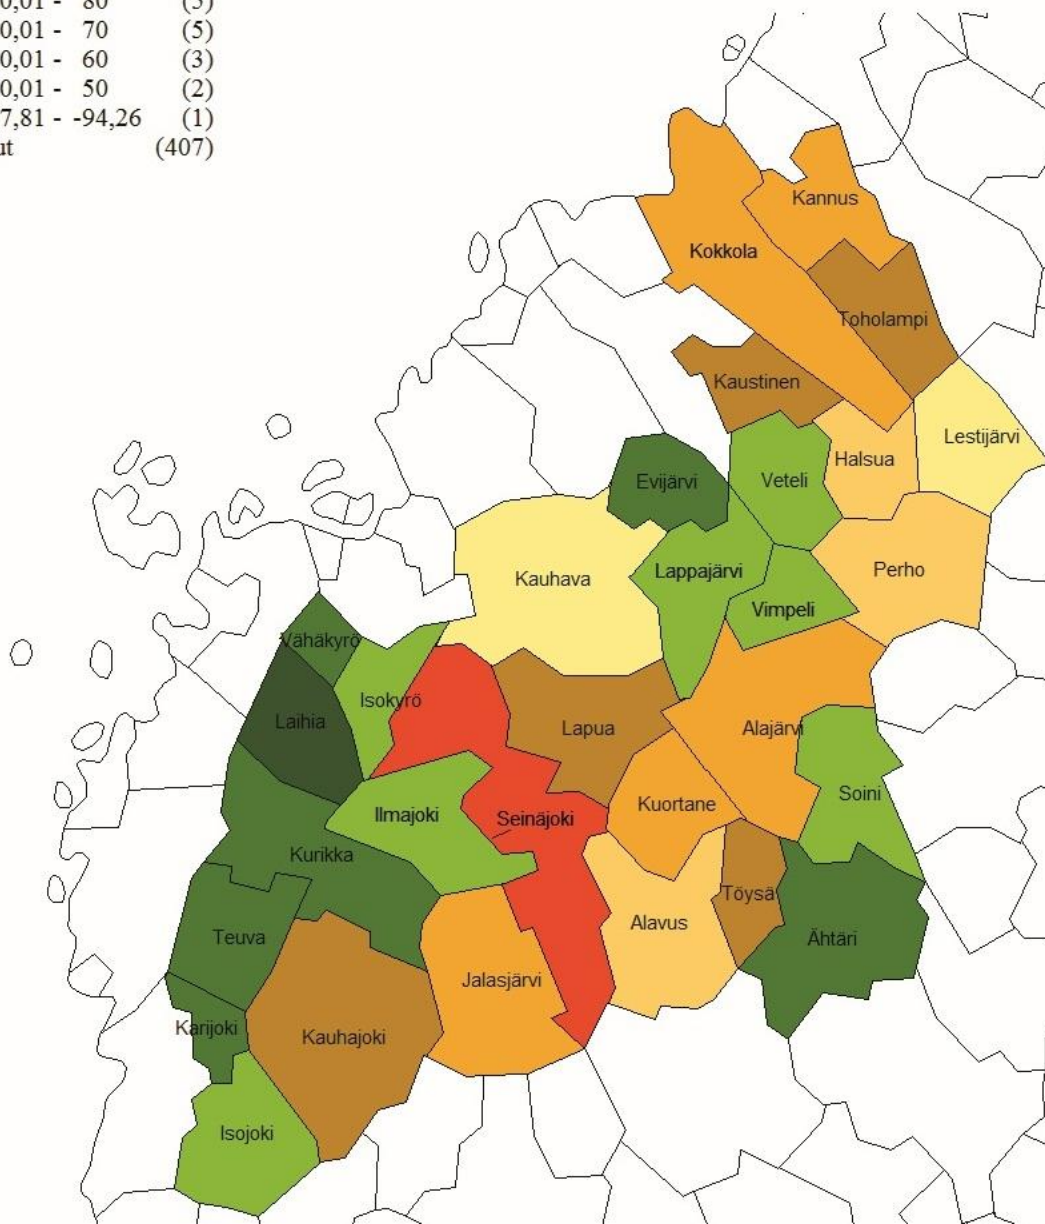 0,01 - 80 (5)
0,01 - 70 (5)
0,01 - 60 (3)
0,01 - 50 (2)
7,81 - -94,26 (1)
ut (407)
Kannus
Kokkola
Toholampi
Kaustinen
Lestijärvi
Halsua
Evijärvi
Veteli
Perho
Lappajärvi
Kauhava
Vimpeli
Vähäkyrö
Isokyrö
Laihia
Lapua
Alajärvi
Soini
Kuortane
Ilmajoki
Seinäjoki
Kurikka
Töysä
Alavus
Teuva
Ähtäri
Jalasjärvi
Karijoki
Kauhajoki
Isojoki